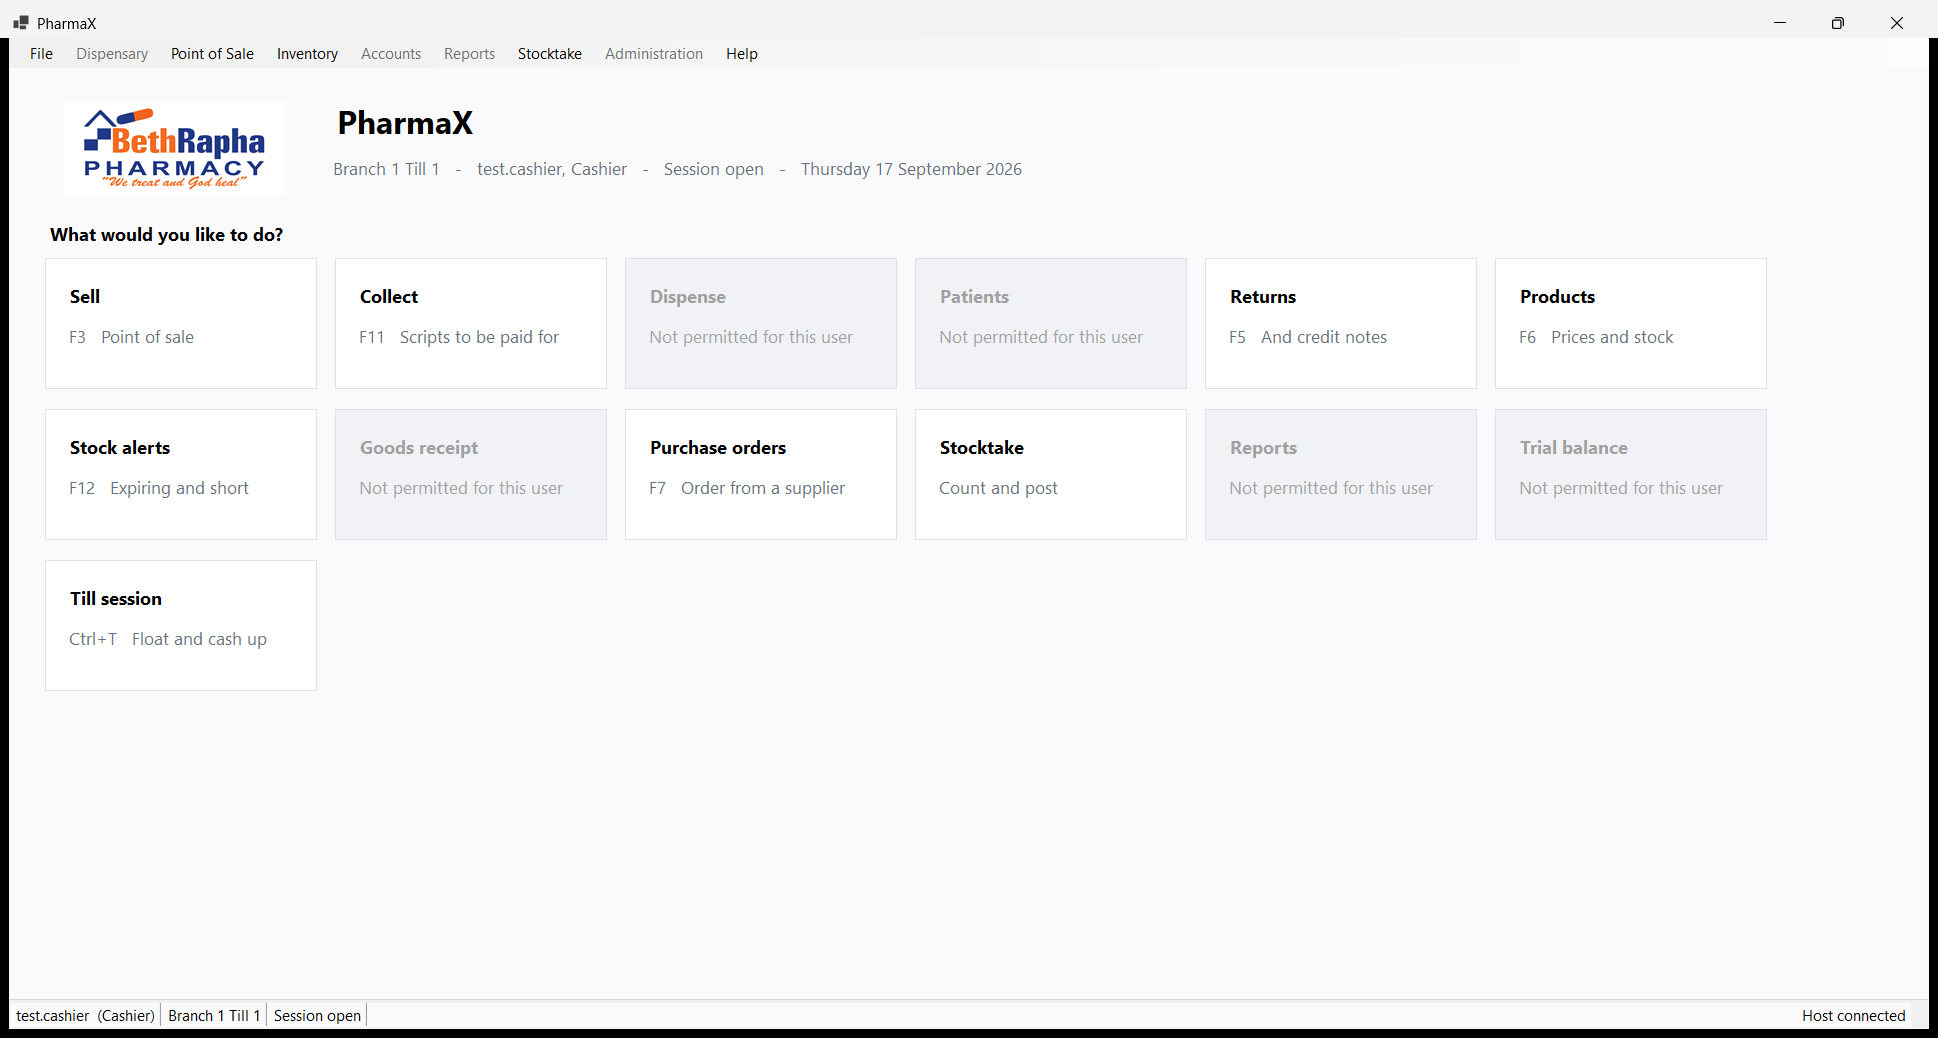 PharmaX
File Dispensary Point of Sale Inventory Accounts Reports Stocktake Administration Help
BethRapha
PHARMACY
"We treat and God heal"
PharmaX
Branch 1 Till 1 - test.cashier, Cashier - Session open - Thursday 17 September 2026
What would you like to do?
Sell
F3 Point of sale
Collect
F11 Scripts to be paid for
Dispense
Not permitted for this user
Patients
Not permitted for this user
Returns
F5 And credit notes
Products
F6 Prices and stock
Stock alerts
F12 Expiring and short
Goods receipt
Not permitted for this user
Purchase orders
F7 Order from a supplier
Stocktake
Count and post
Reports
Not permitted for this user
Trial balance
Not permitted for this user
Till session
Ctrl+T Float and cash up
test.cashier (Cashier) Branch 1 Till 1 Session open Host connected